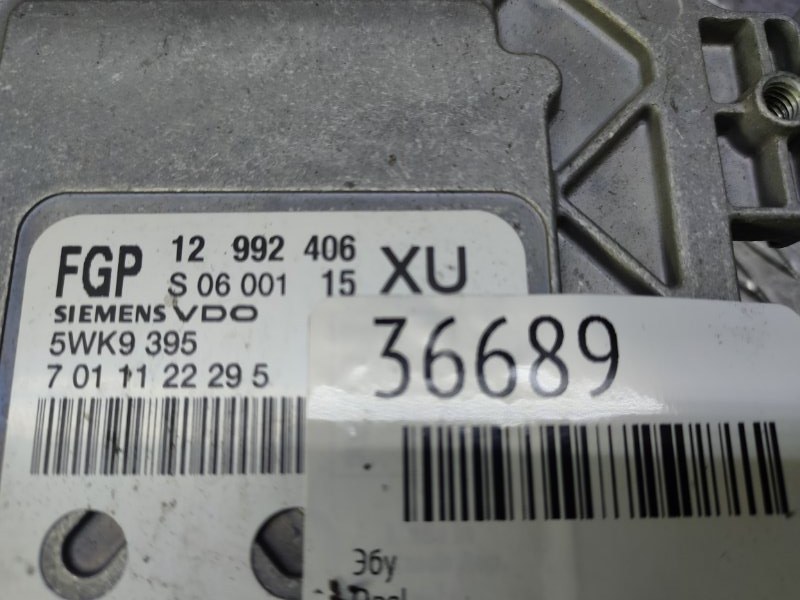 FGP 12 992 406 XU
S 06 001 15
SIEMENS VDO
5WK9 395
7 01 11 22 29 5
36689
Эбу